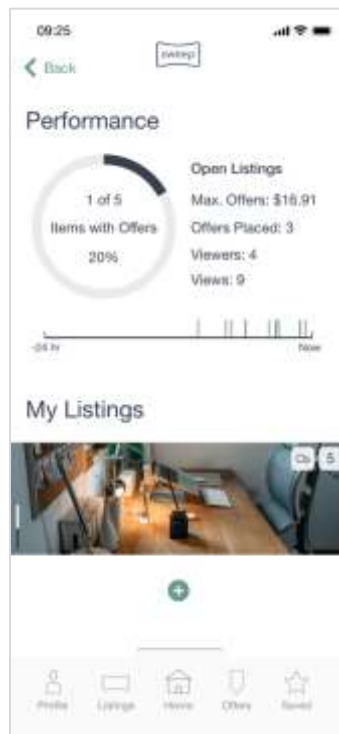 09:25
sweep
Back
Performance
1 of 5
Items with Offers
20%
Open Listings
Max. Offers: $16.91
Offers Placed: 3
Viewers: 4
Views: 9
-24 hr
Now
My Listings
5
Profile
Listings
Home
Offers
Saved